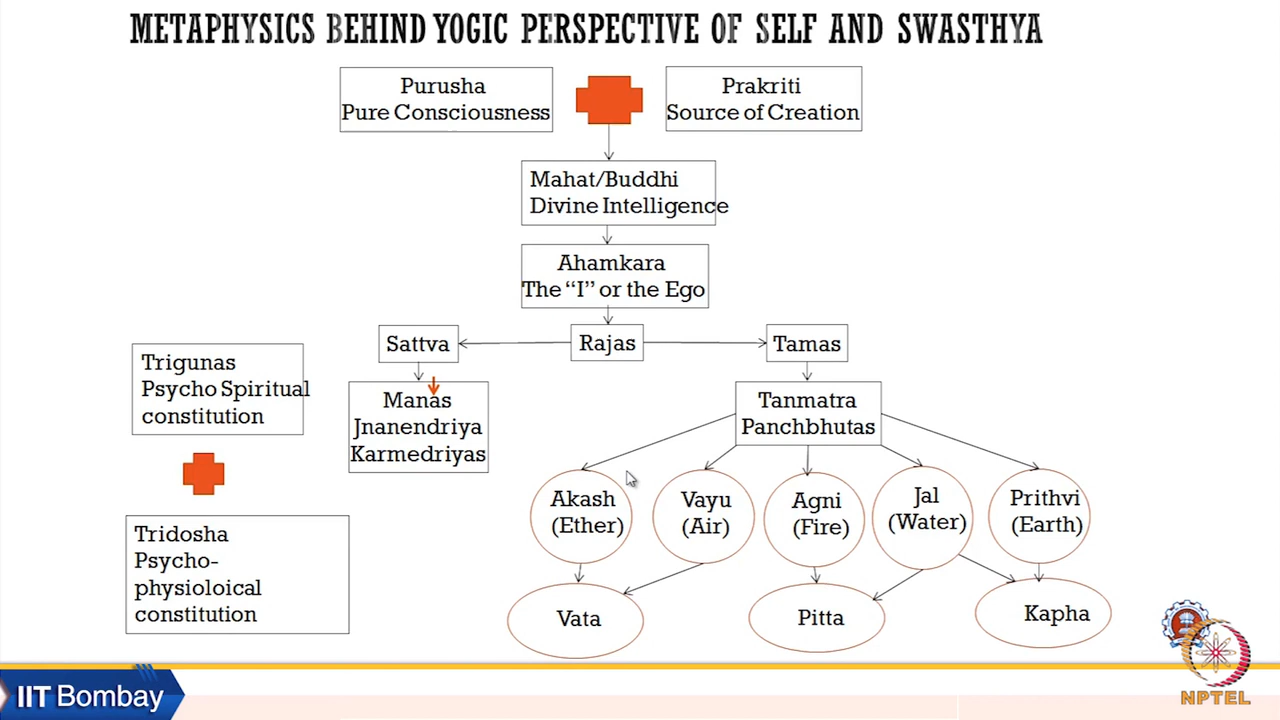 METAPHYSICS BEHIND YOGIC PERSPECTIVE OF SELF AND SWASTHYA
Purusha
Pure Consciousness
Prakriti
Source of Creation
Mahat/Buddhi
Divine Intelligence
Ahamkara
The “I” or the Ego
Sattva
Rajas
Tamas
Trigunas
Psycho Spiritual
constitution
Manas
Jnanendriya
Karmedriyas
Tanmatra
Panchbhutas
Akash
(Ether)
Vayu
(Air)
Agni
(Fire)
Jal
(Water)
Prithvi
(Earth)
Tridosha
Psycho-
physioloical
constitution
Vata
Pitta
Kapha
IIT Bombay
NPTEL